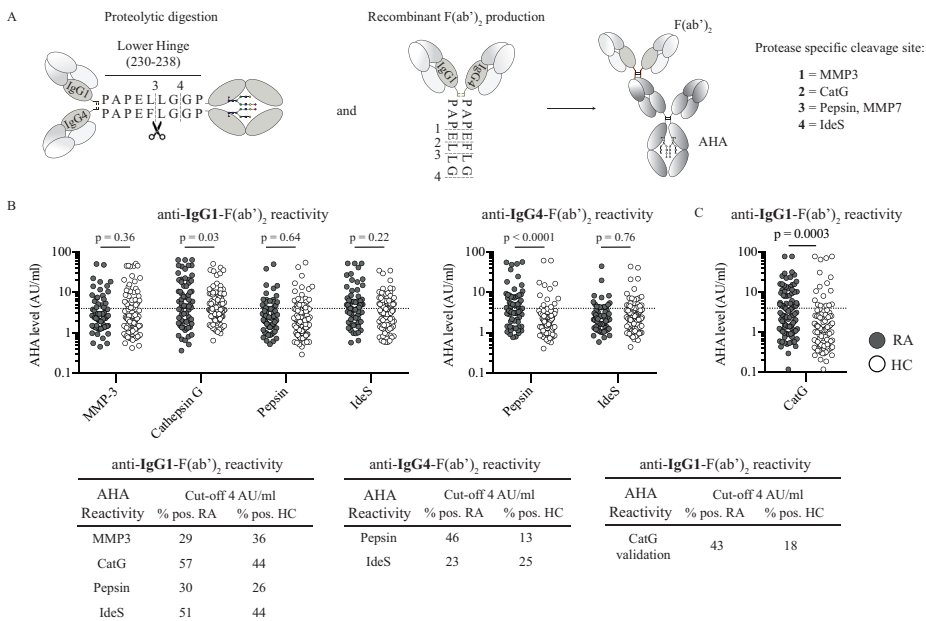 A
Proteolytic digestion
Lower Hinge
(230-238)
3 4
IgG1
P A P E L L G G P
IgG4
P A P E F L G G P
and
Recombinant F(ab')2 production
IgG1 IgG4
P P
A A
P P
1
E E
2
L F
3
L L
G G
4
F(ab')2
AHA
Protease specific cleavage site:
1 = MMP3
2 = CatG
3 = Pepsin, MMP7
4 = IdeS
B
anti-IgG1-F(ab')2 reactivity
p = 0.36 p = 0.03 p = 0.64 p = 0.22
AHA level (AU/ml)
100
10
1
0.1
MMP-3
Cathepsin G
Pepsin
IdeS
anti-IgG4-F(ab')2 reactivity
p < 0.0001 p = 0.76
AHA level (AU/ml)
100
10
1
0.1
Pepsin
IdeS
C
anti-IgG1-F(ab')2 reactivity
p = 0.0003
AHA level (AU/ml)
100
10
1
0.1
CatG
RA
HC
anti-IgG1-F(ab')2 reactivity
AHA Reactivity
Cut-off 4 AU/ml
% pos. RA % pos. HC
MMP3 29 36
CatG 57 44
Pepsin 30 26
IdeS 51 44
anti-IgG4-F(ab')2 reactivity
AHA Reactivity
Cut-off 4 AU/ml
% pos. RA % pos. HC
Pepsin 46 13
IdeS 23 25
anti-IgG1-F(ab')2 reactivity
AHA Reactivity
Cut-off 4 AU/ml
% pos. RA % pos. HC
CatG validation 43 18